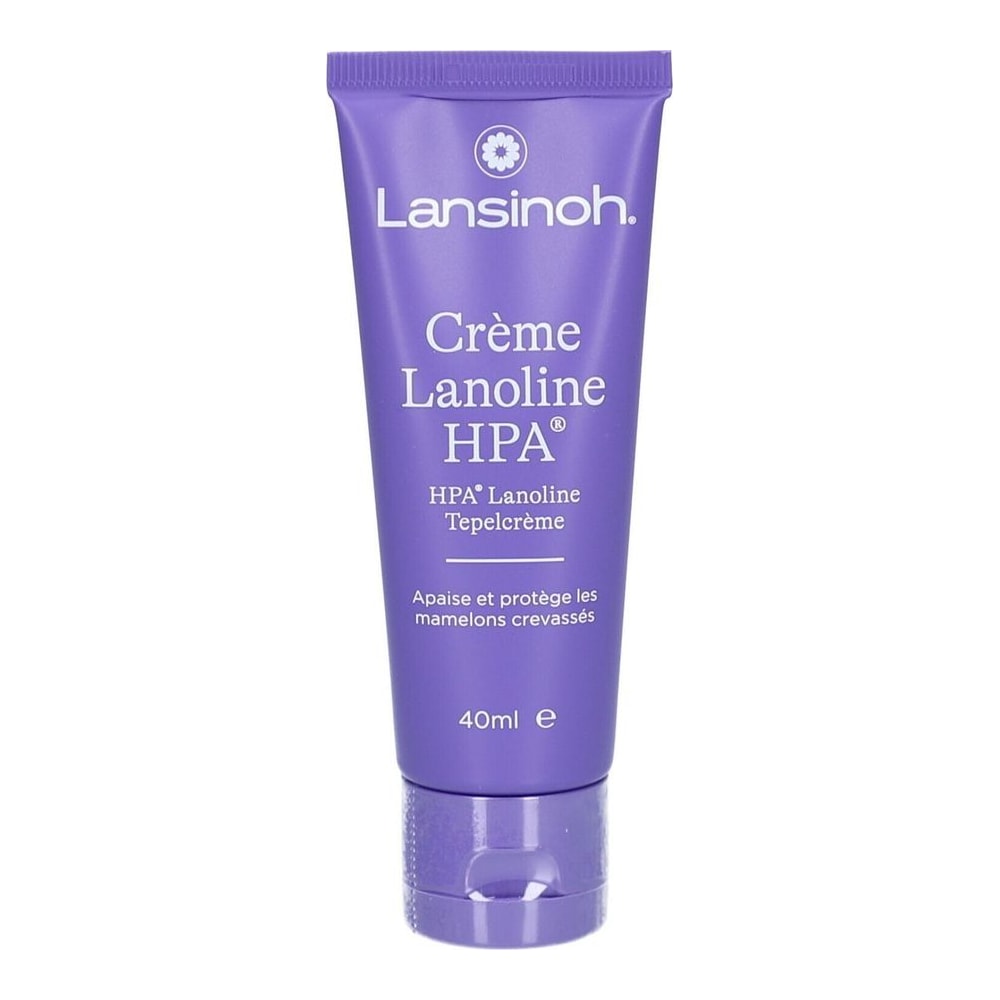 Lansinoh®
Crème
Lanoline
HPA®
HPA® Lanoline
Tepelcrème
Apaise et protège les
mamelons crevassés
40ml ℮